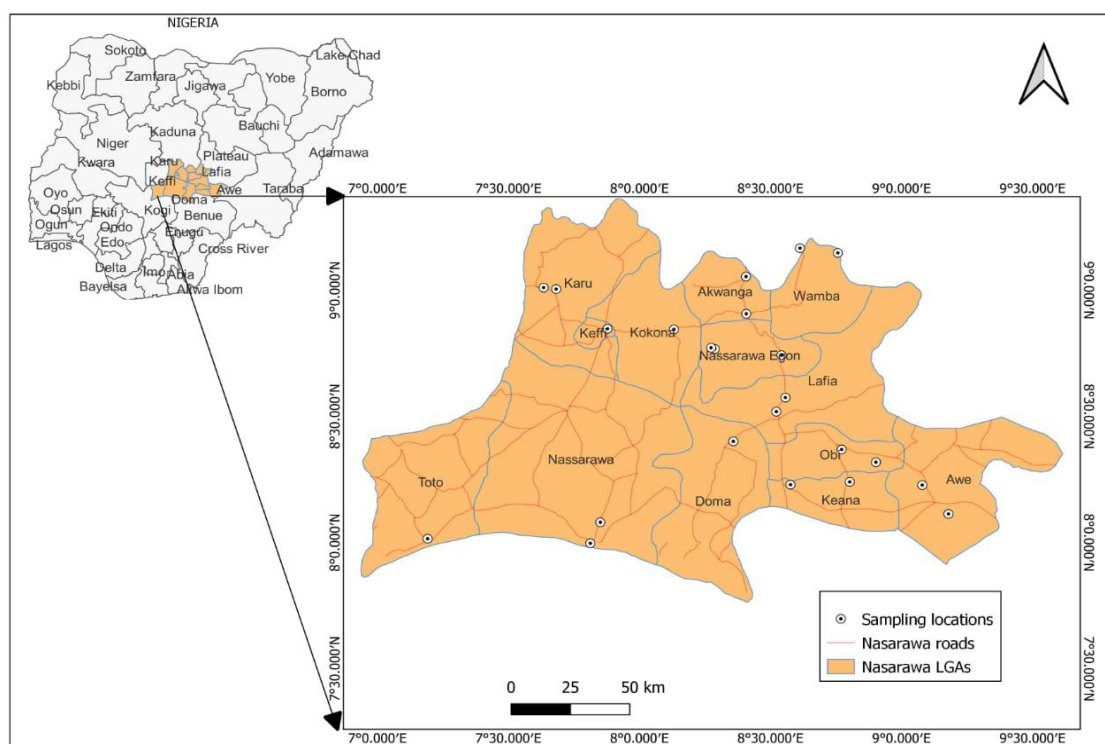 NIGERIA
Sokoto
Lake-Chad
Kebbi
Zamfara
Jigawa
Yobe
Borno
Kaduna
Bauchi
Niger
Adamawa
Kwara
Karu
Plateau
Lafia
Keffi
Awe
Taraba
Oyo
Doma
Osun
Ekiti
Kogi
Benue
Ogun
Ondo
Enugu
Lagos
Edo
Cross River
Delta
Imo
Abia
Bayelsa
Akwa Ibom
7°0.000'E 7°30.000'E 8°0.000'E 8°30.000'E 9°0.000'E 9°30.000'E
9°0.000'N
9°0.000'N
Karu
Akwanga
Wamba
Keffi
Kokona
Nassarawa Egon
Lafia
8°30.000'N
8°30.000'N
Nassarawa
Obi
Toto
Awe
Doma
Keana
8°0.000'N
8°0.000'N
Sampling locations
Nasarawa roads
Nasarawa LGAs
7°30.000'N
7°30.000'N
0 25 50 km
7°0.000'E 7°30.000'E 8°0.000'E 8°30.000'E 9°0.000'E 9°30.000'E